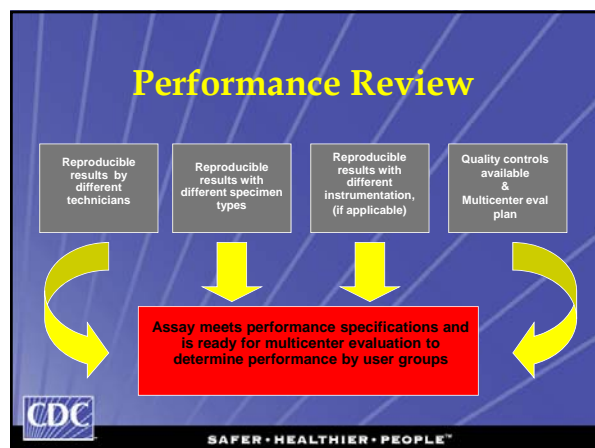 Performance Review
Reproducible
results by
different
technicians
Reproducible
results with
different specimen
types
Reproducible
results with
different
instrumentation,
(if applicable)
Quality controls
available
&
Multicenter eval
plan
Assay meets performance specifications and
is ready for multicenter evaluation to
determine performance by user groups
CDC
SAFER • HEALTHIER • PEOPLE™